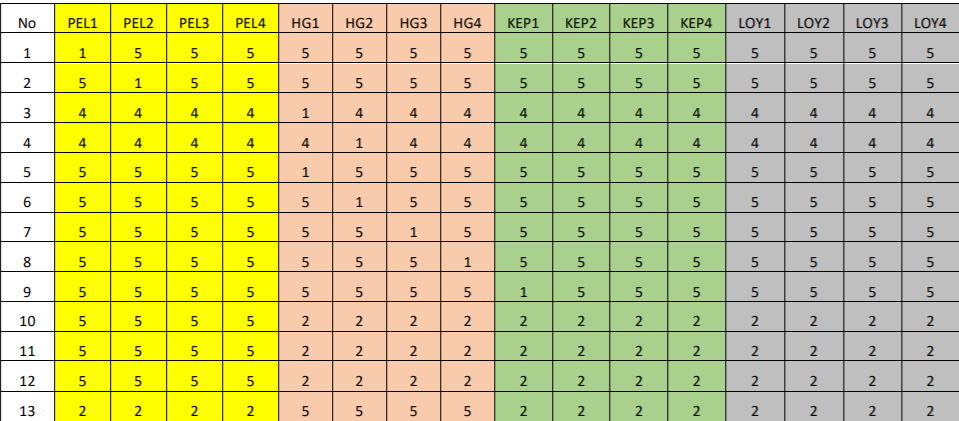 No PEL1 PEL2 PEL3 PEL4 HG1 HG2 HG3 HG4 KEP1 KEP2 KEP3 KEP4 LOY1 LOY2 LOY3 LOY4
1 1 5 5 5 5 5 5 5 5 5 5 5 5 5 5 5
2 5 1 5 5 5 5 5 5 5 5 5 5 5 5 5 5
3 4 4 4 4 1 4 4 4 4 4 4 4 4 4 4 4
4 4 4 4 4 4 1 4 4 4 4 4 4 4 4 4 4
5 5 5 5 5 1 5 5 5 5 5 5 5 5 5 5 5
6 5 5 5 5 5 1 5 5 5 5 5 5 5 5 5 5
7 5 5 5 5 5 5 1 5 5 5 5 5 5 5 5 5
8 5 5 5 5 5 5 5 1 5 5 5 5 5 5 5 5
9 5 5 5 5 5 5 5 5 1 5 5 5 5 5 5 5
10 5 5 5 5 2 2 2 2 2 2 2 2 2 2 2 2
11 5 5 5 5 2 2 2 2 2 2 2 2 2 2 2 2
12 5 5 5 5 2 2 2 2 2 2 2 2 2 2 2 2
13 2 2 2 2 5 5 5 5 2 2 2 2 2 2 2 2